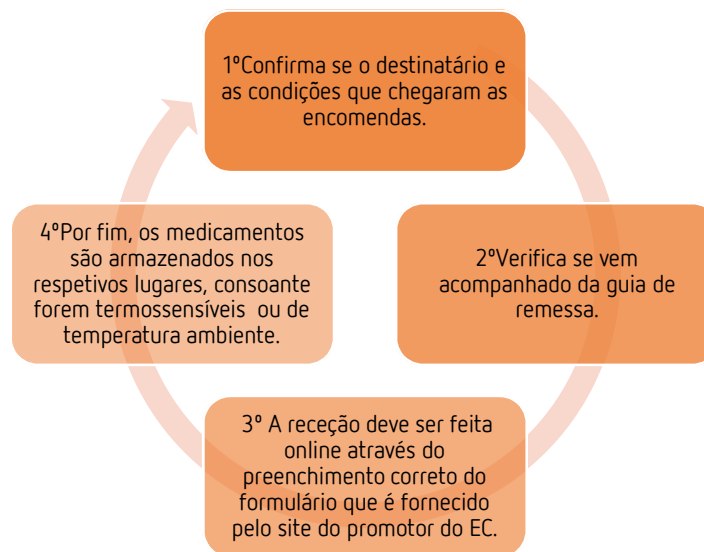 1ºConfirma se o destinatário e
as condições que chegaram as
encomendas.
2ºVerifica se vem
acompanhado da guia de
remessa.
3º A receção deve ser feita
online através do
preenchimento correto do
formulário que é fornecido
pelo site do promotor do EC.
4ºPor fim, os medicamentos
são armazenados nos
respetivos lugares, consoante
forem termossensíveis ou de
temperatura ambiente.